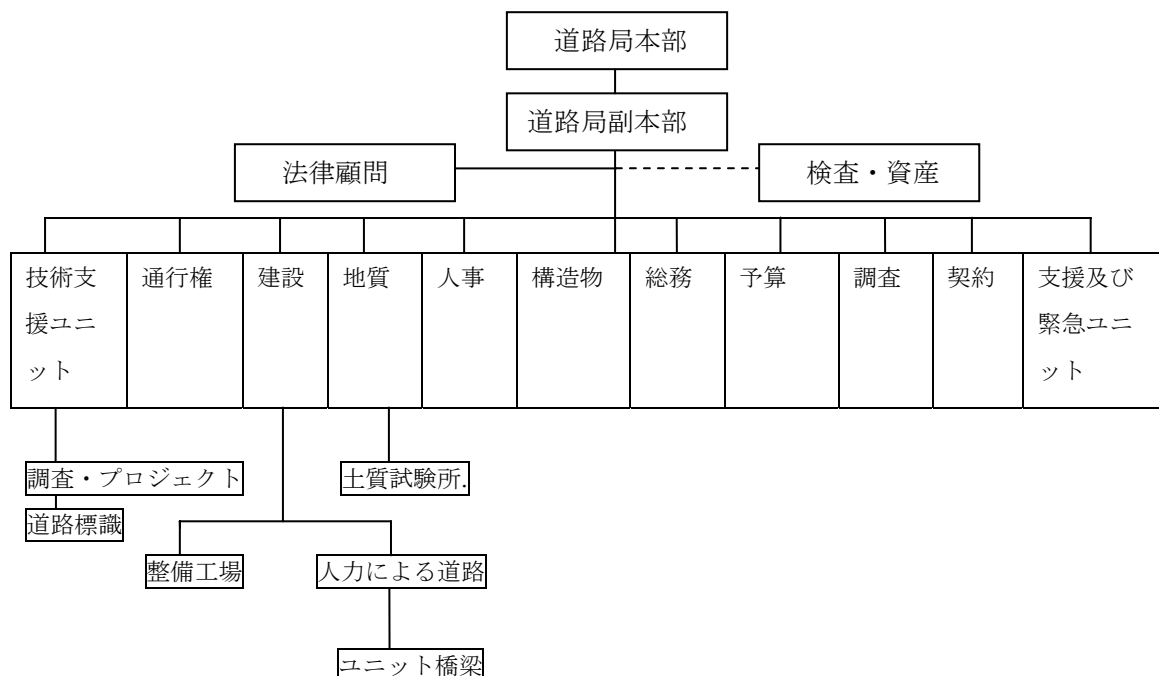 道路局本部
道路局副本部
法律顧問
検査・資産
技術支
援ユニ
ット
通行権
建設
地質
人事
構造物
総務
予算
調査
契約
支援及び
緊急ユニ
ット
調査・プロジェクト
土質試験所.
道路標識
整備工場
人力による道路
ユニット橋梁